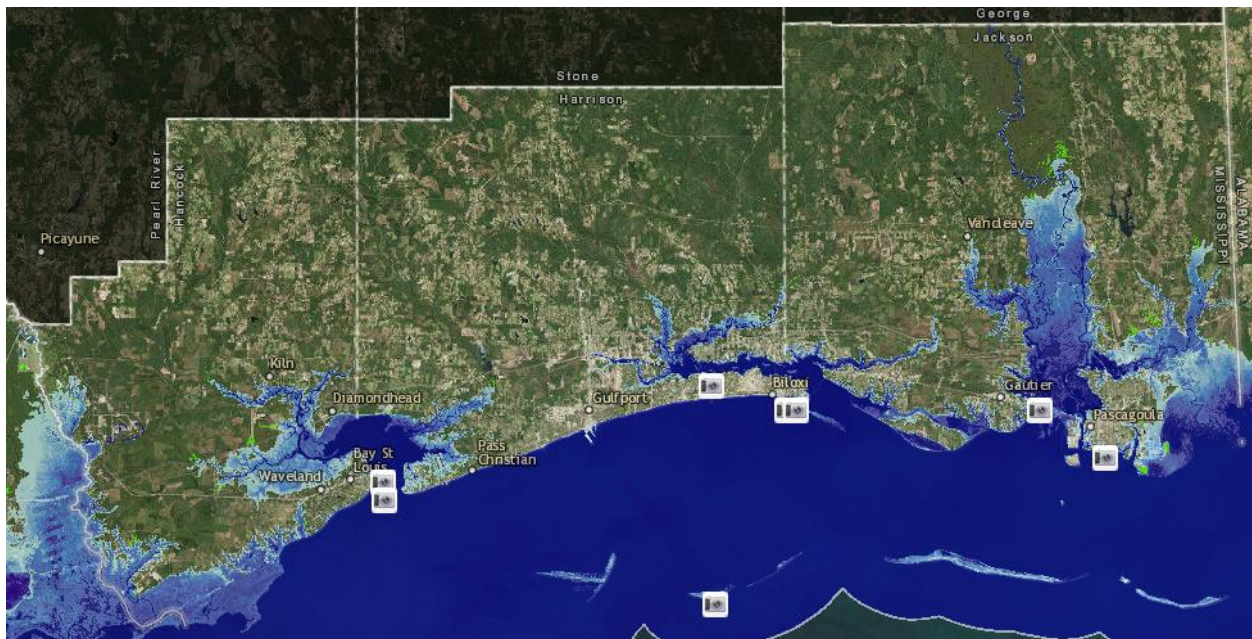 George
Jackson
Stone
Harrison
Pearl River
Hancock
MISSISSIPPI
ALABAMA
Picayune
Vancleave
Kiln
Diamondhead
Gulfport
Biloxi
Gautier
Pascagoula
Bay St
Louis
Pass
Christian
Waveland